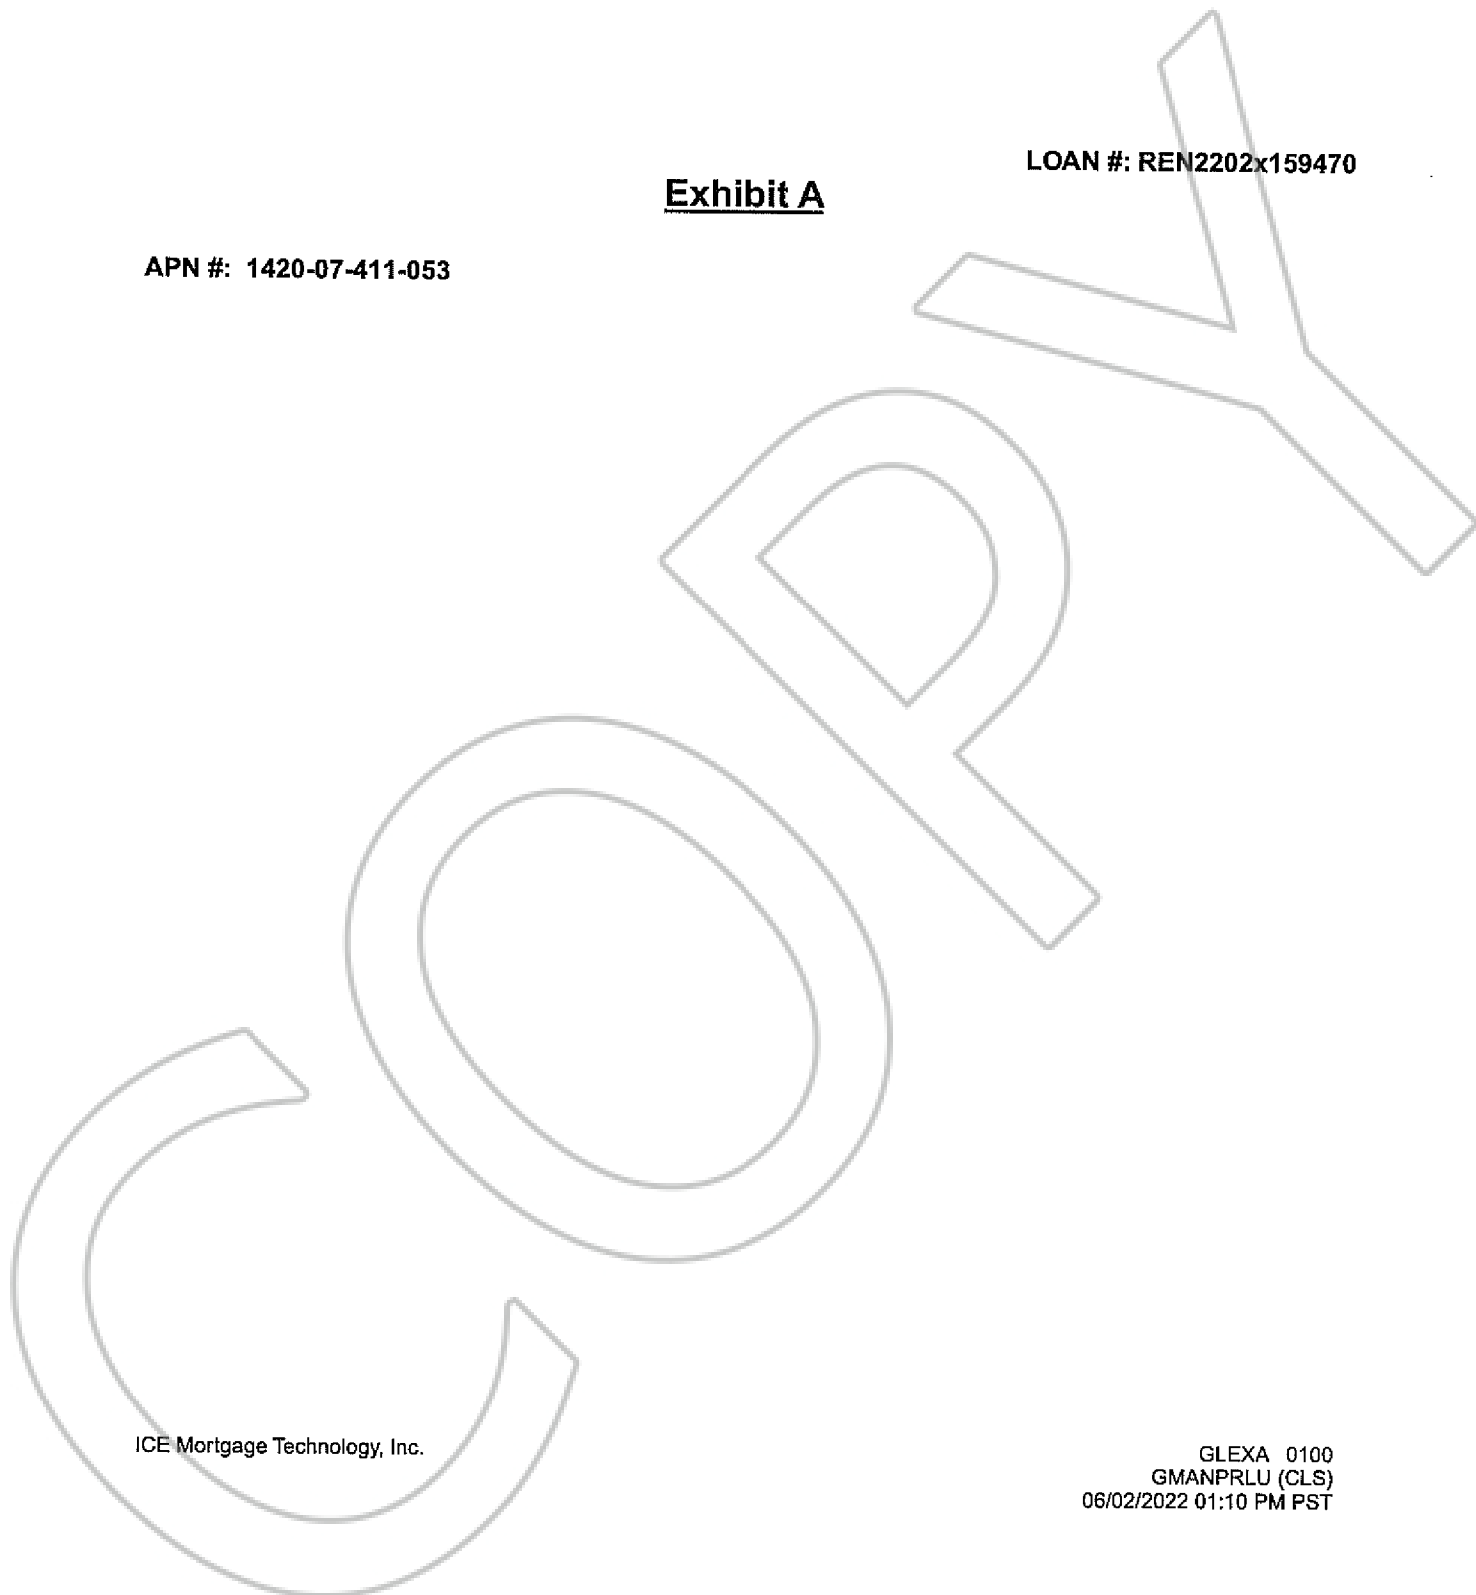 LOAN #: REN2202x159470
Exhibit A
APN #: 1420-07-411-053
COPY
ICE Mortgage Technology, Inc.
GLEXA 0100
GMANPRLU (CLS)
06/02/2022 01:10 PM PST